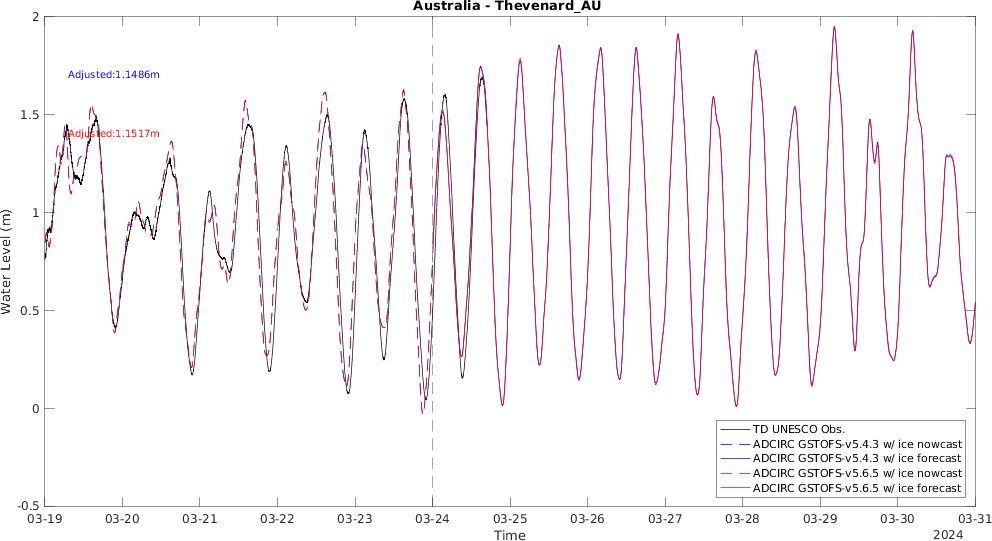 Australia - Thevenard_AU
2
1.5
1
0.5
0
-0.5
Water Level (m)
Adjusted:1.1486m
Adjusted:1.1517m
TD UNESCO Obs.
ADCIRC GSTOFS-v5.4.3 w/ ice nowcast
ADCIRC GSTOFS-v5.4.3 w/ ice forecast
ADCIRC GSTOFS-v5.6.5 w/ ice nowcast
ADCIRC GSTOFS-v5.6.5 w/ ice forecast
03-19 03-20 03-21 03-22 03-23 03-24 03-25 03-26 03-27 03-28 03-29 03-30 03-31
Time
2024